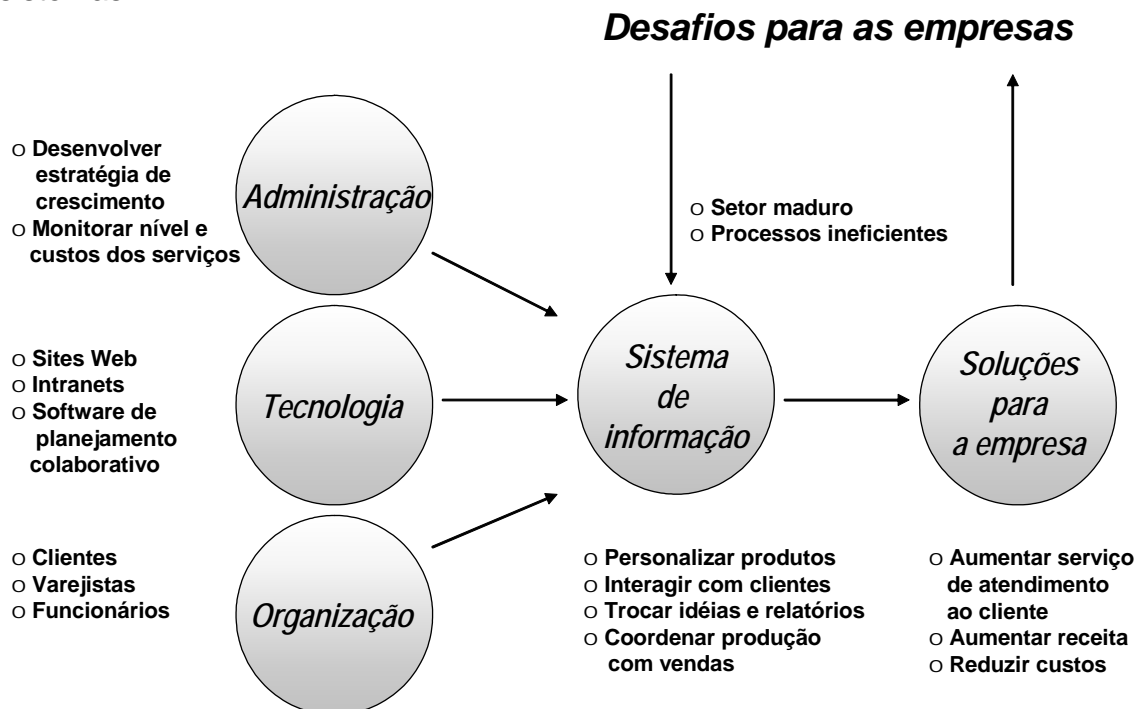 Desafios para as empresas
o Desenvolver
estratégia de
crescimento
o Monitorar nível e
custos dos serviços
Administração
o Setor maduro
o Processos ineficientes
o Sites Web
o Intranets
o Software de
planejamento
colaborativo
Tecnologia
Sistema
de
informação
Soluções
para
a empresa
o Clientes
o Varejistas
o Funcionários
Organização
o Personalizar produtos
o Interagir com clientes
o Trocar idéias e relatórios
o Coordenar produção
com vendas
o Aumentar serviço
de atendimento
ao cliente
o Aumentar receita
o Reduzir custos